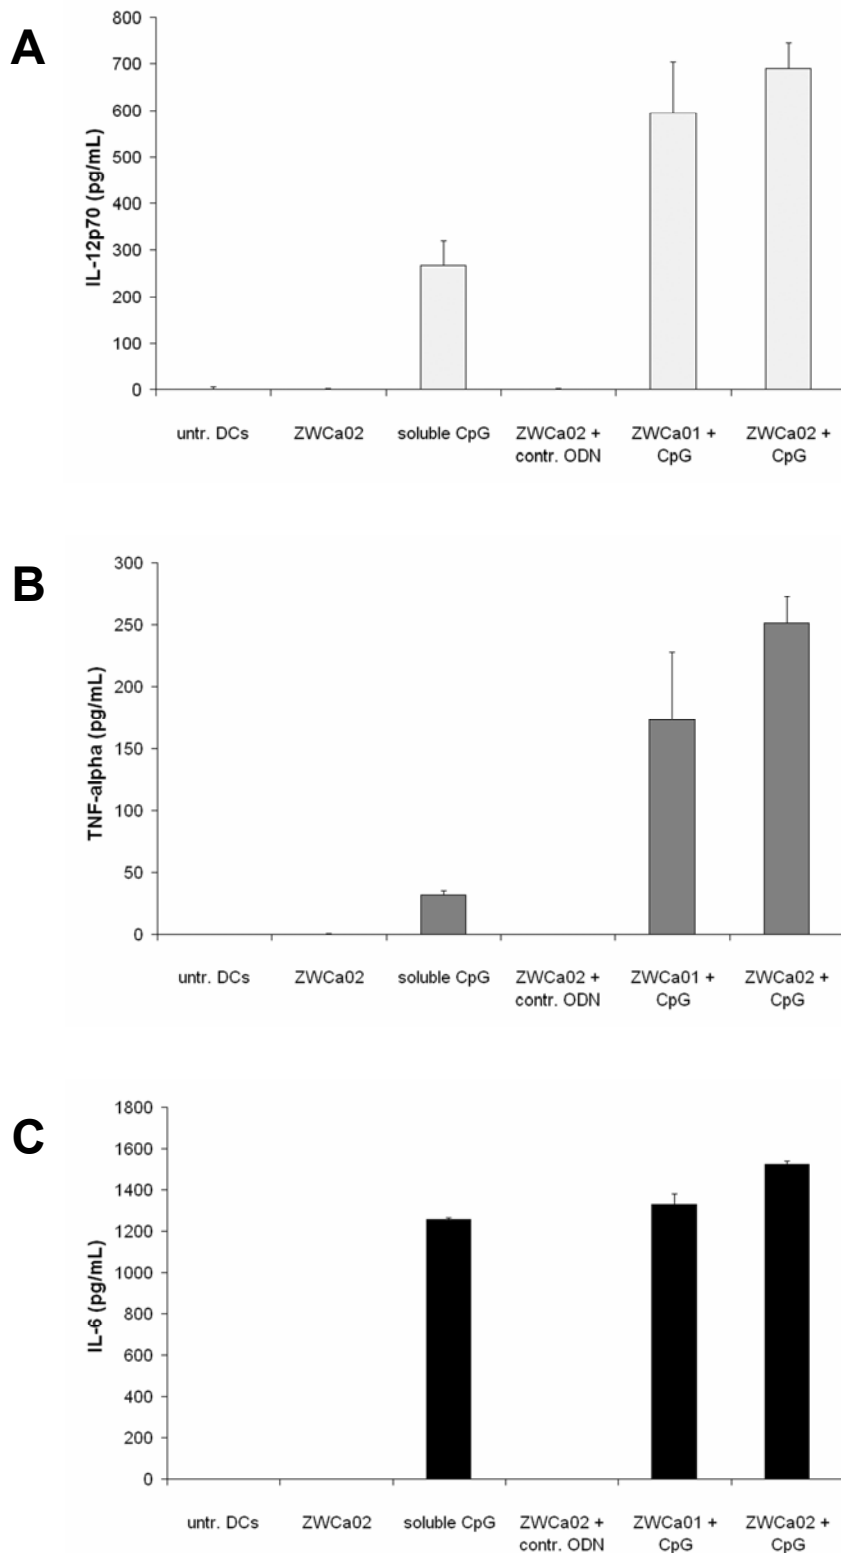 A
IL-12p70 (pg/mL)
800
700
600
500
400
300
200
100
0
untr. DCs
ZWCa02
soluble CpG
ZWCa02 +
contr. ODN
ZWCa01 +
CpG
ZWCa02 +
CpG
B
TNF-alpha (pg/mL)
300
250
200
150
100
50
0
untr. DCs
ZWCa02
soluble CpG
ZWCa02 +
contr. ODN
ZWCa01 +
CpG
ZWCa02 +
CpG
C
IL-6 (pg/mL)
1800
1600
1400
1200
1000
800
600
400
200
0
untr. DCs
ZWCa02
soluble CpG
ZWCa02 +
contr. ODN
ZWCa01 +
CpG
ZWCa02 +
CpG